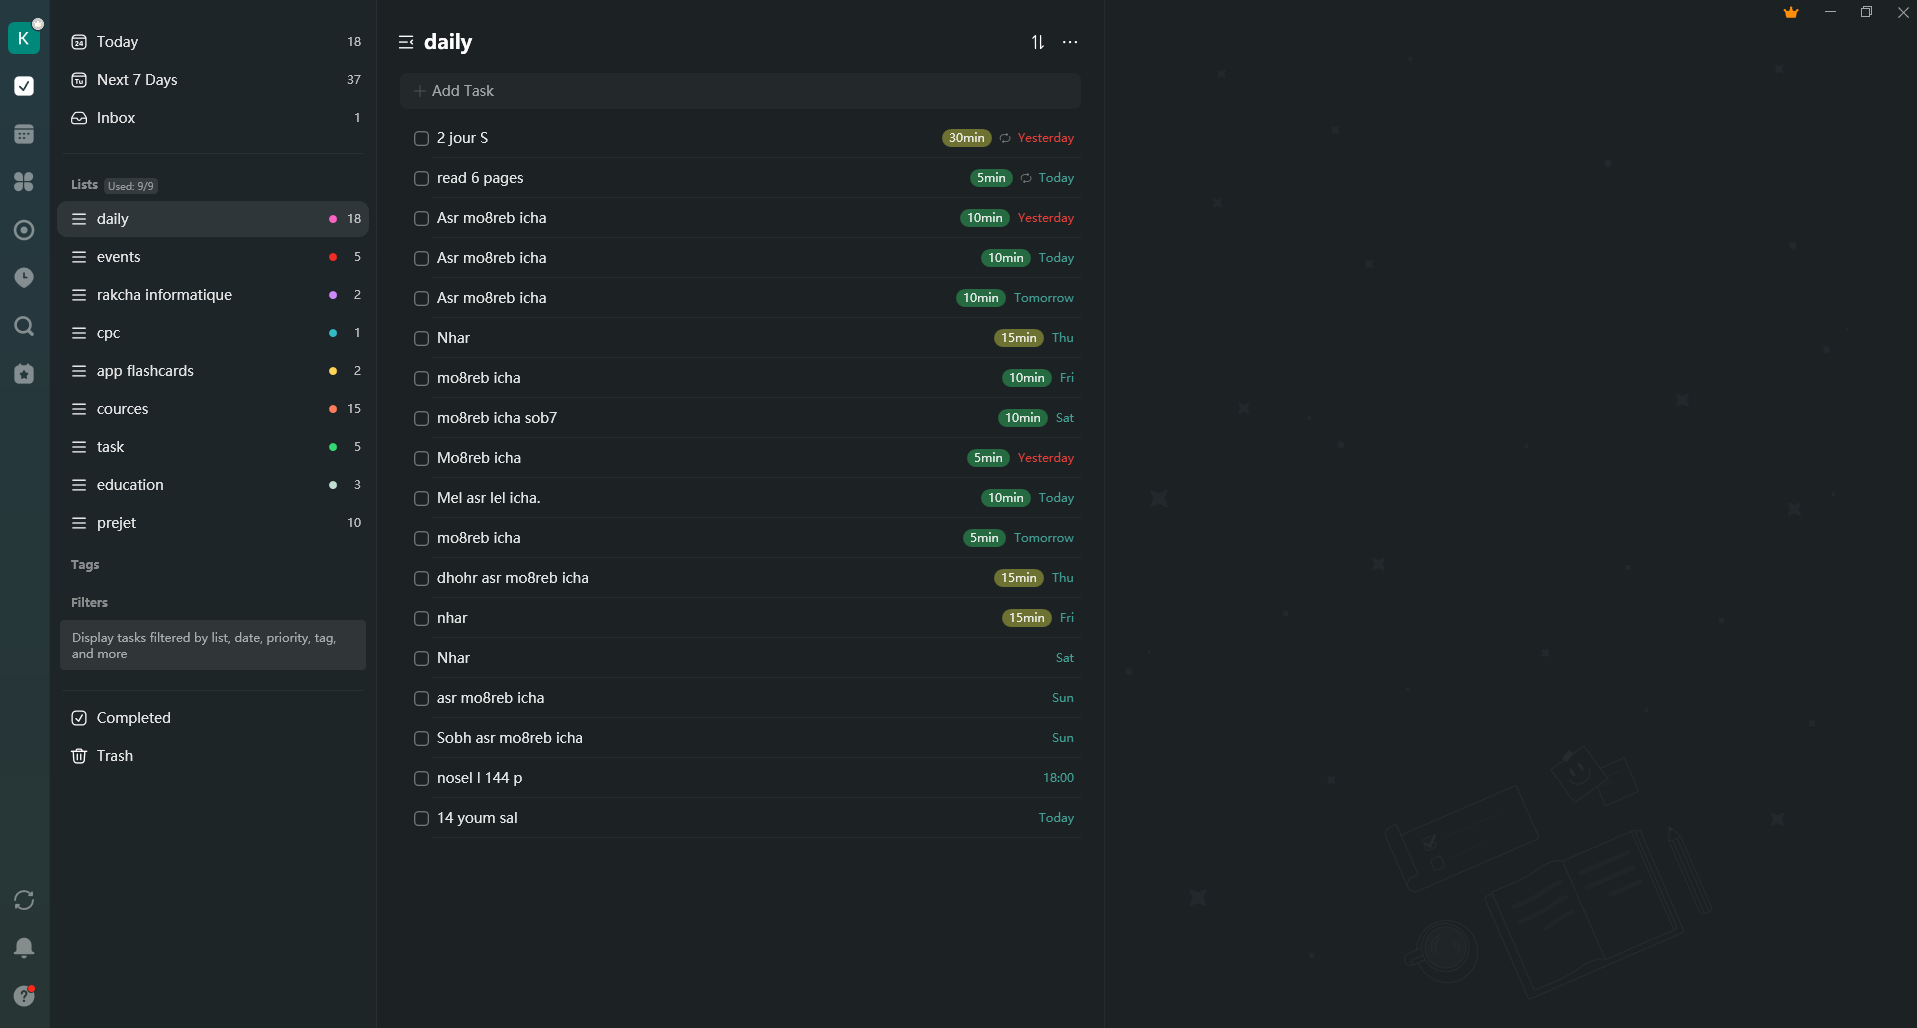 K
Today 18
Next 7 Days 37
Inbox 1
Lists Used: 9/9
daily 18
events 5
rakcha informatique 2
cpc 1
app flashcards 2
cources 15
task 5
education 3
prejet 10
Tags
Filters
Display tasks filtered by list, date, priority, tag,
and more
Completed
Trash
daily
Add Task
2 jour S 30min Yesterday
read 6 pages 5min Today
Asr mo8reb icha 10min Yesterday
Asr mo8reb icha 10min Today
Asr mo8reb icha 10min Tomorrow
Nhar 15min Thu
mo8reb icha 10min Fri
mo8reb icha sob7 10min Sat
Mo8reb icha 5min Yesterday
Mel asr lel icha. 10min Today
mo8reb icha 5min Tomorrow
dhohr asr mo8reb icha 15min Thu
nhar 15min Fri
Nhar Sat
asr mo8reb icha Sun
Sobh asr mo8reb icha Sun
nosel l 144 p 18:00
14 youm sal Today